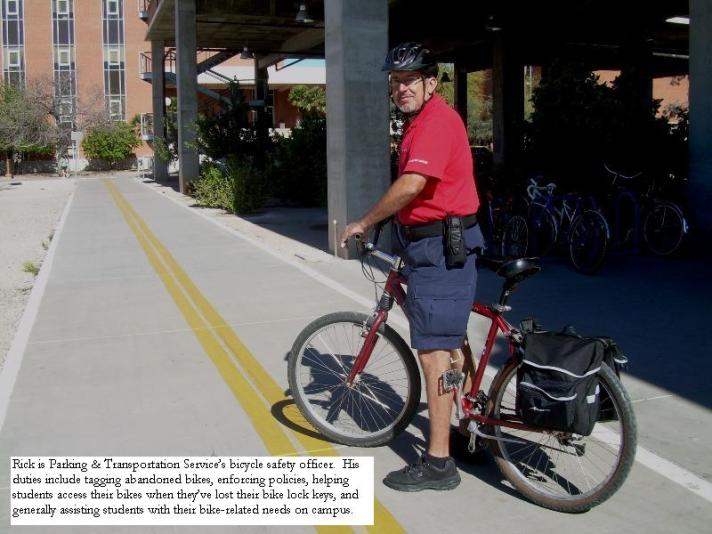 Rick is Parking & Transportation Service's bicycle safety officer.  His
duties include tagging abandoned bikes, enforcing policies, helping
students access their bikes when they've lost their bike lock keys, and
generally assisting students with their bike-related needs on campus.